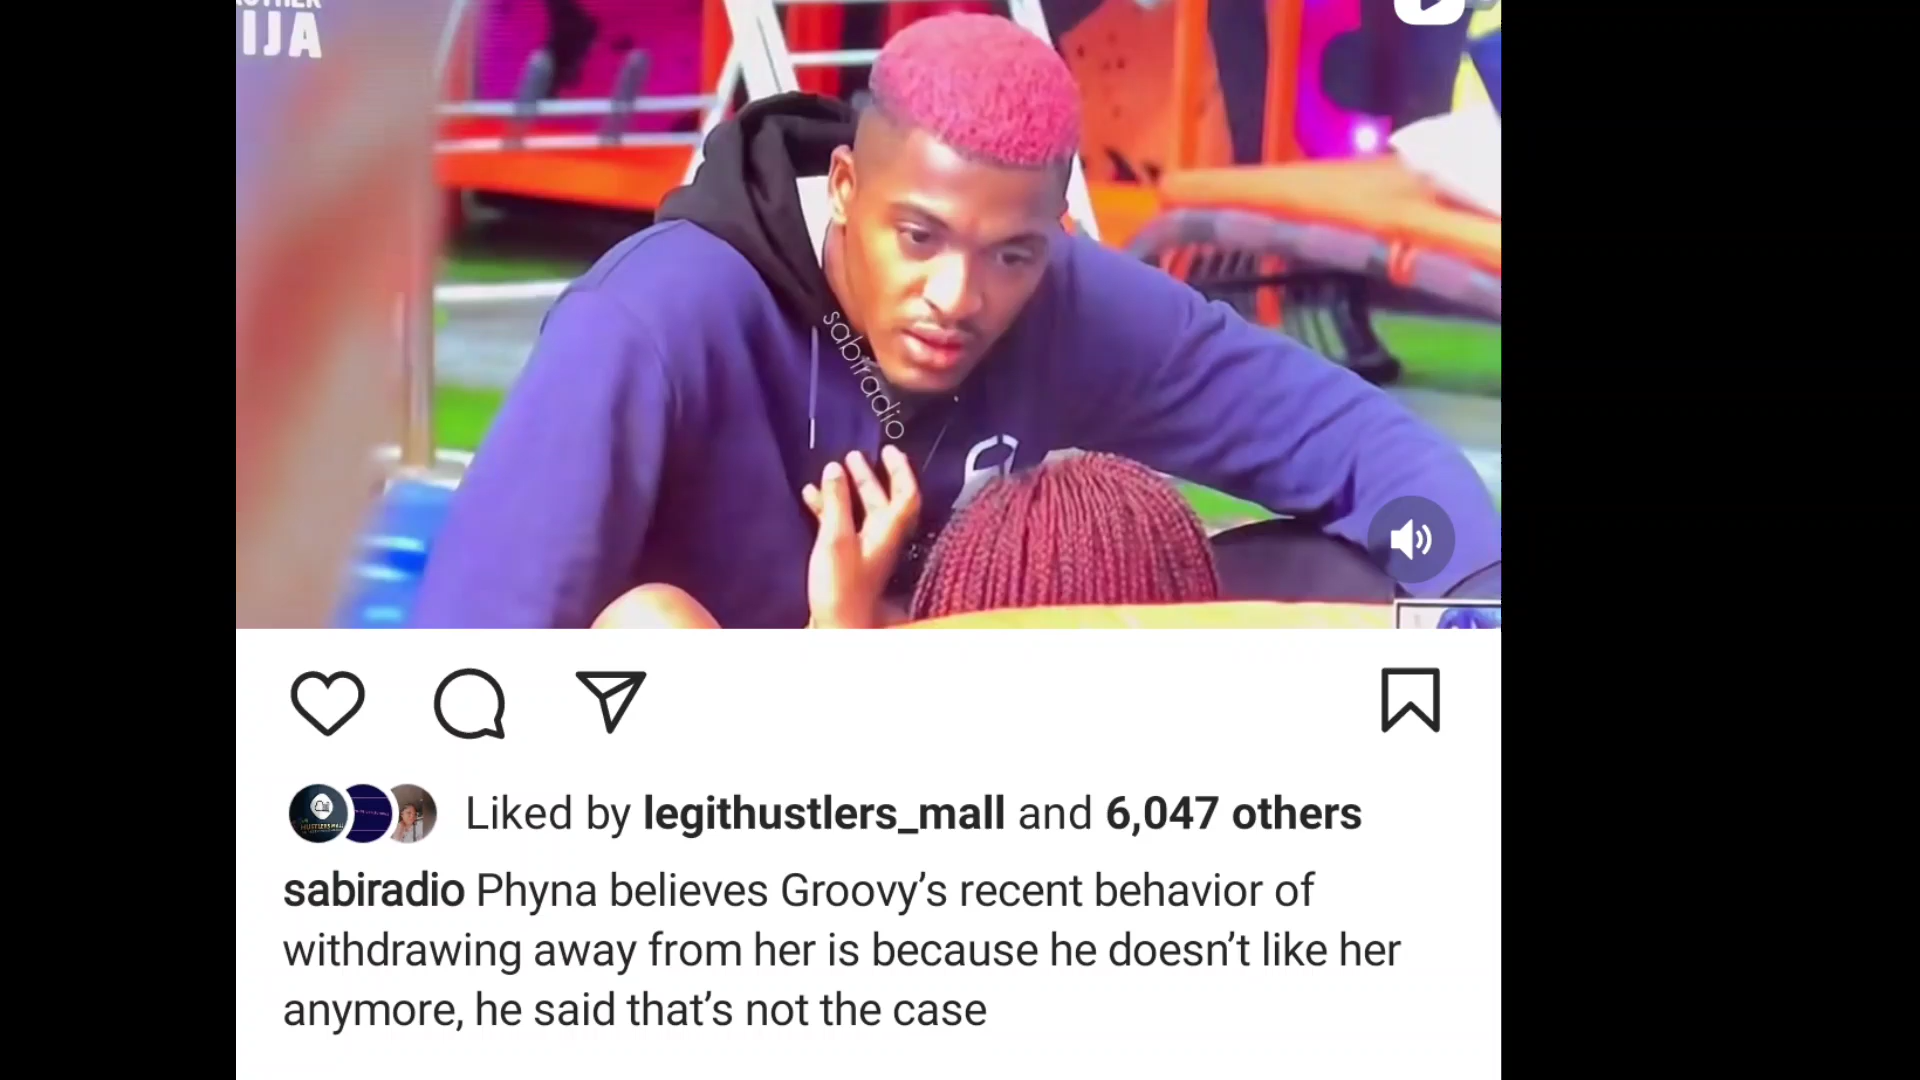 IJA
sabiradio
Liked by legithustlers_mall and 6,047 others
sabiradio Phyna believes Groovy's recent behavior of
withdrawing away from her is because he doesn't like her
anymore, he said that's not the case